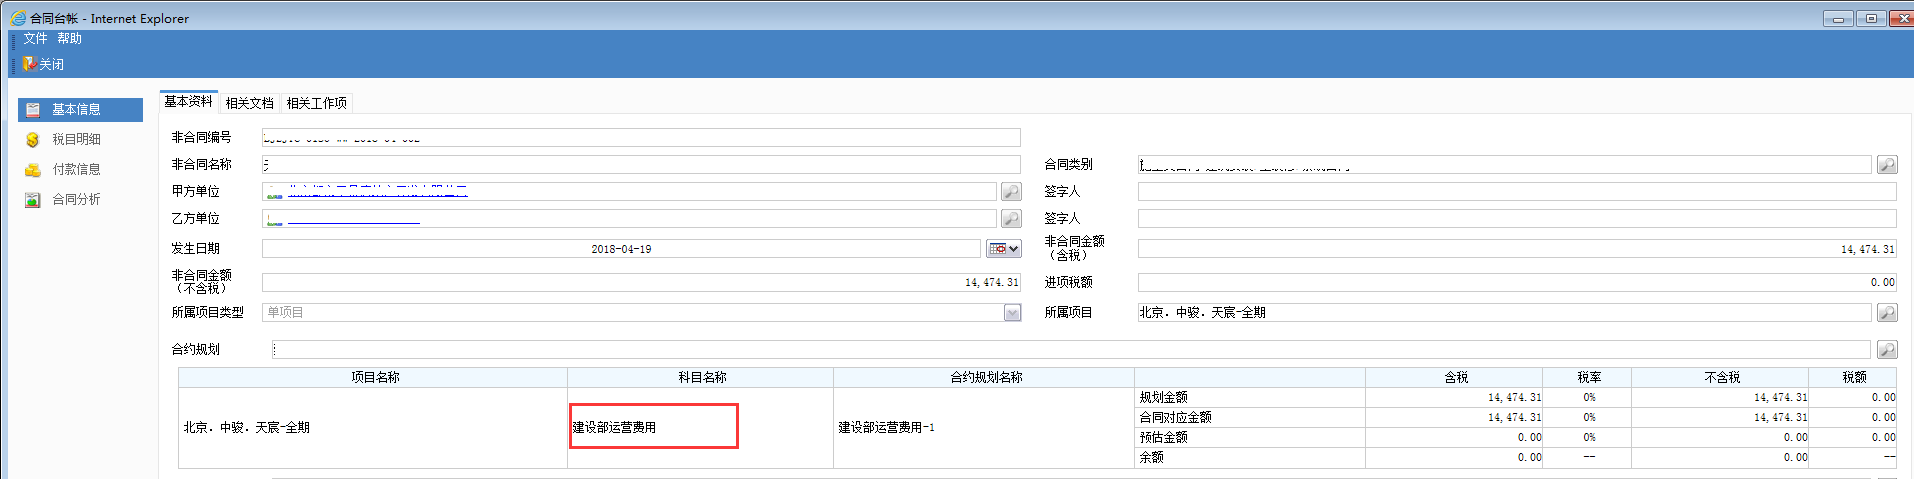 合同台帐 - Internet Explorer
文件 帮助
关闭
基本信息
税目明细
付款信息
合同分析
基本资料 相关文档 相关工作项
非合同编号
非合同名称 合同类别
甲方单位 签字人
乙方单位 签字人
发生日期 2018-04-19 非合同金额（含税） 14,474.31
非合同金额（不含税） 14,474.31 进项税额 0.00
所属项目类型 单项目 所属项目 北京．中骏．天宸-全期
合约规划
项目名称 科目名称 合约规划名称 含税 税率 不含税 税额
北京．中骏．天宸-全期 建设部运营费用 建设部运营费用-1
规划金额 14,474.31 0% 14,474.31 0.00
合同对应金额 14,474.31 0% 14,474.31 0.00
预估金额 0.00 0% 0.00 0.00
余额 0.00 -- 0.00 --